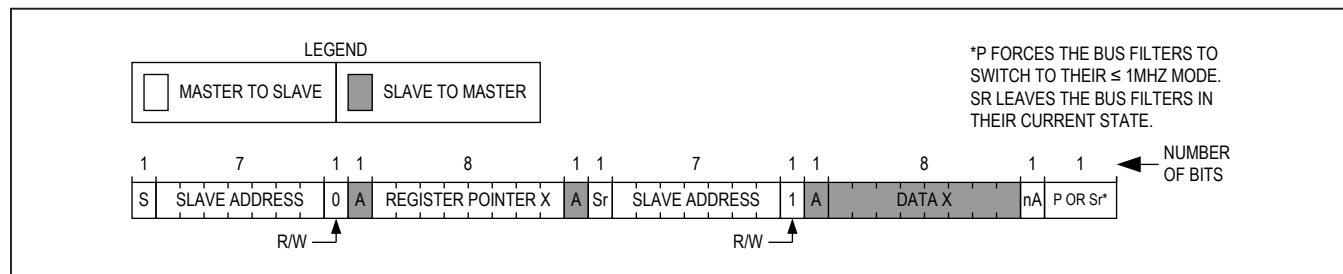 LEGEND
MASTER TO SLAVE SLAVE TO MASTER
*P FORCES THE BUS FILTERS TO
SWITCH TO THEIR ≤ 1MHZ MODE.
SR LEAVES THE BUS FILTERS IN
THEIR CURRENT STATE.
1 7 1 1 8 1 1 7 1 1 8 1 1
NUMBER
OF BITS
S SLAVE ADDRESS 0 A REGISTER POINTER X A Sr SLAVE ADDRESS 1 A DATA X nA P OR Sr*
R/W R/W